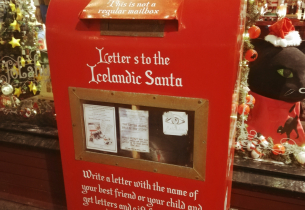 This is not a
regular mailbox
Letters to the
Icelandic Santa
Write a letter with the name of
your best friend or your child and
get letters and